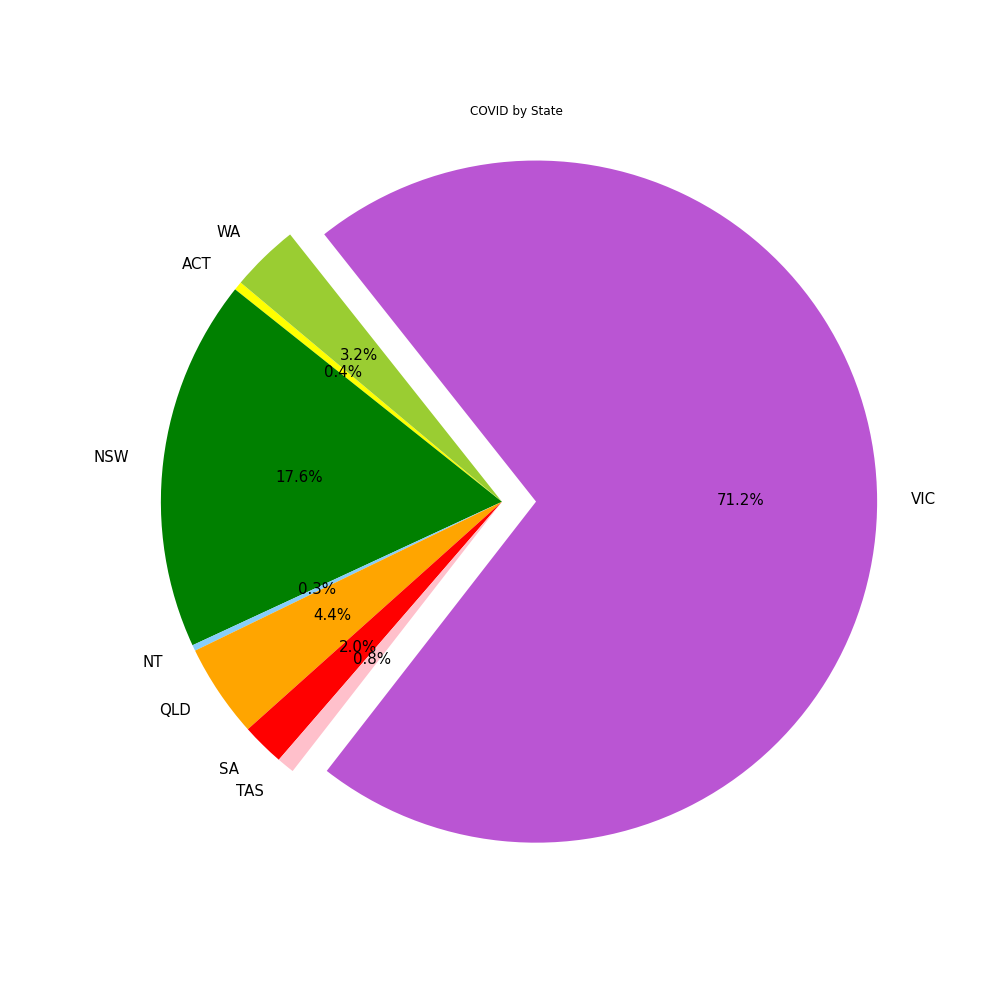 COVID by State
WA
ACT
3.2%
0.4%
NSW
17.6%
71.2%
VIC
0.3%
4.4%
2.0%
0.8%
NT
QLD
SA
TAS